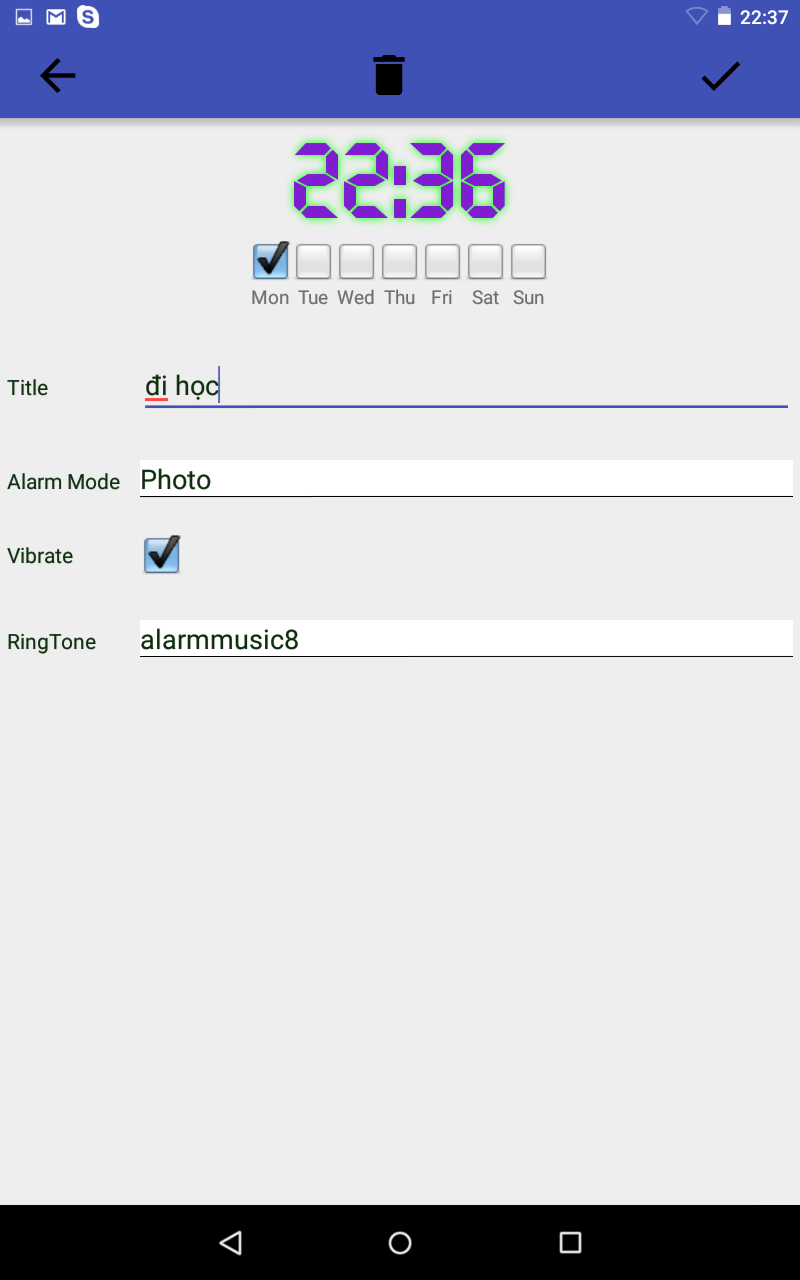 22:37
22:36
Mon Tue Wed Thu Fri Sat Sun
Title đi học
Alarm Mode Photo
Vibrate
RingTone alarmmusic8